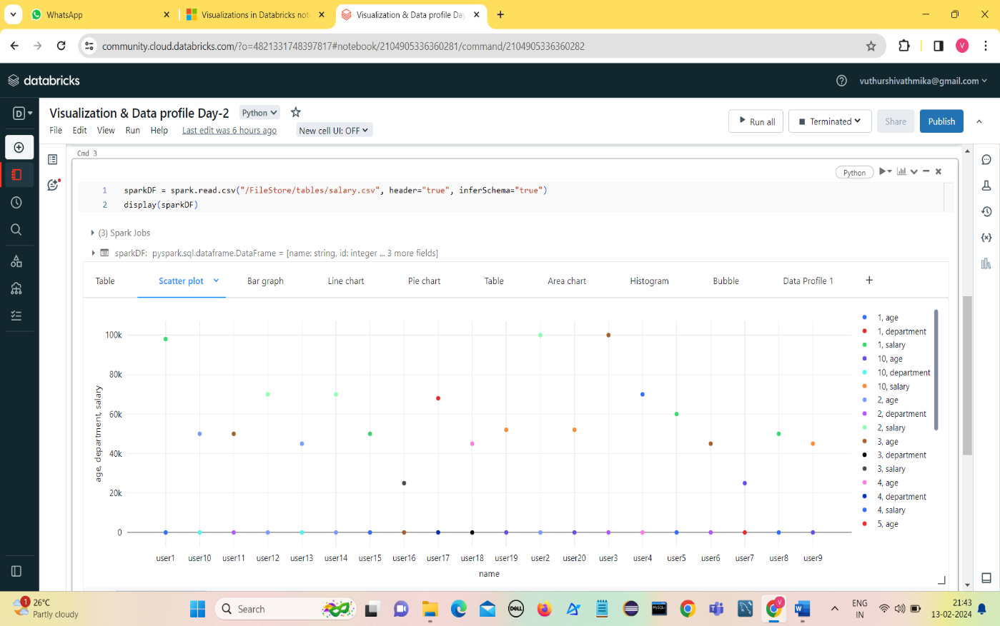 WhatsApp
Visualizations in Databricks not
Visualization & Data profile Da
community.cloud.databricks.com/?o=4821331748397817#notebook/2104905336360281/command/2104905336360282
V
databricks
vuthurshivathmika@gmail.com
D
Visualization & Data profile Day-2
Python
File Edit View Run Help Last edit was 6 hours ago New cell UI: OFF
Run all
Terminated
Share
Publish
Cmd 3
Python
1 sparkDF = spark.read.csv("/FileStore/tables/salary.csv", header="true", inferSchema="true")
2 display(sparkDF)
(3) Spark Jobs
sparkDF: pyspark.sql.dataframe.DataFrame = [name: string, id: integer ... 3 more fields]
Table Scatter plot Bar graph Line chart Pie chart Table Area chart Histogram Bubble Data Profile 1 +
age, department, salary
100k
80k
60k
40k
20k
0
user1 user10 user11 user12 user13 user14 user15 user16 user17 user18 user19 user2 user20 user3 user4 user5 user6 user7 user8 user9
name
1, age
1, department
1, salary
10, age
10, department
10, salary
2, age
2, department
2, salary
3, age
3, department
3, salary
4, age
4, department
4, salary
5, age
1
26°C
Partly cloudy
Search
DELL
MySQL
V
W
ENG
IN
21:43
13-02-2024